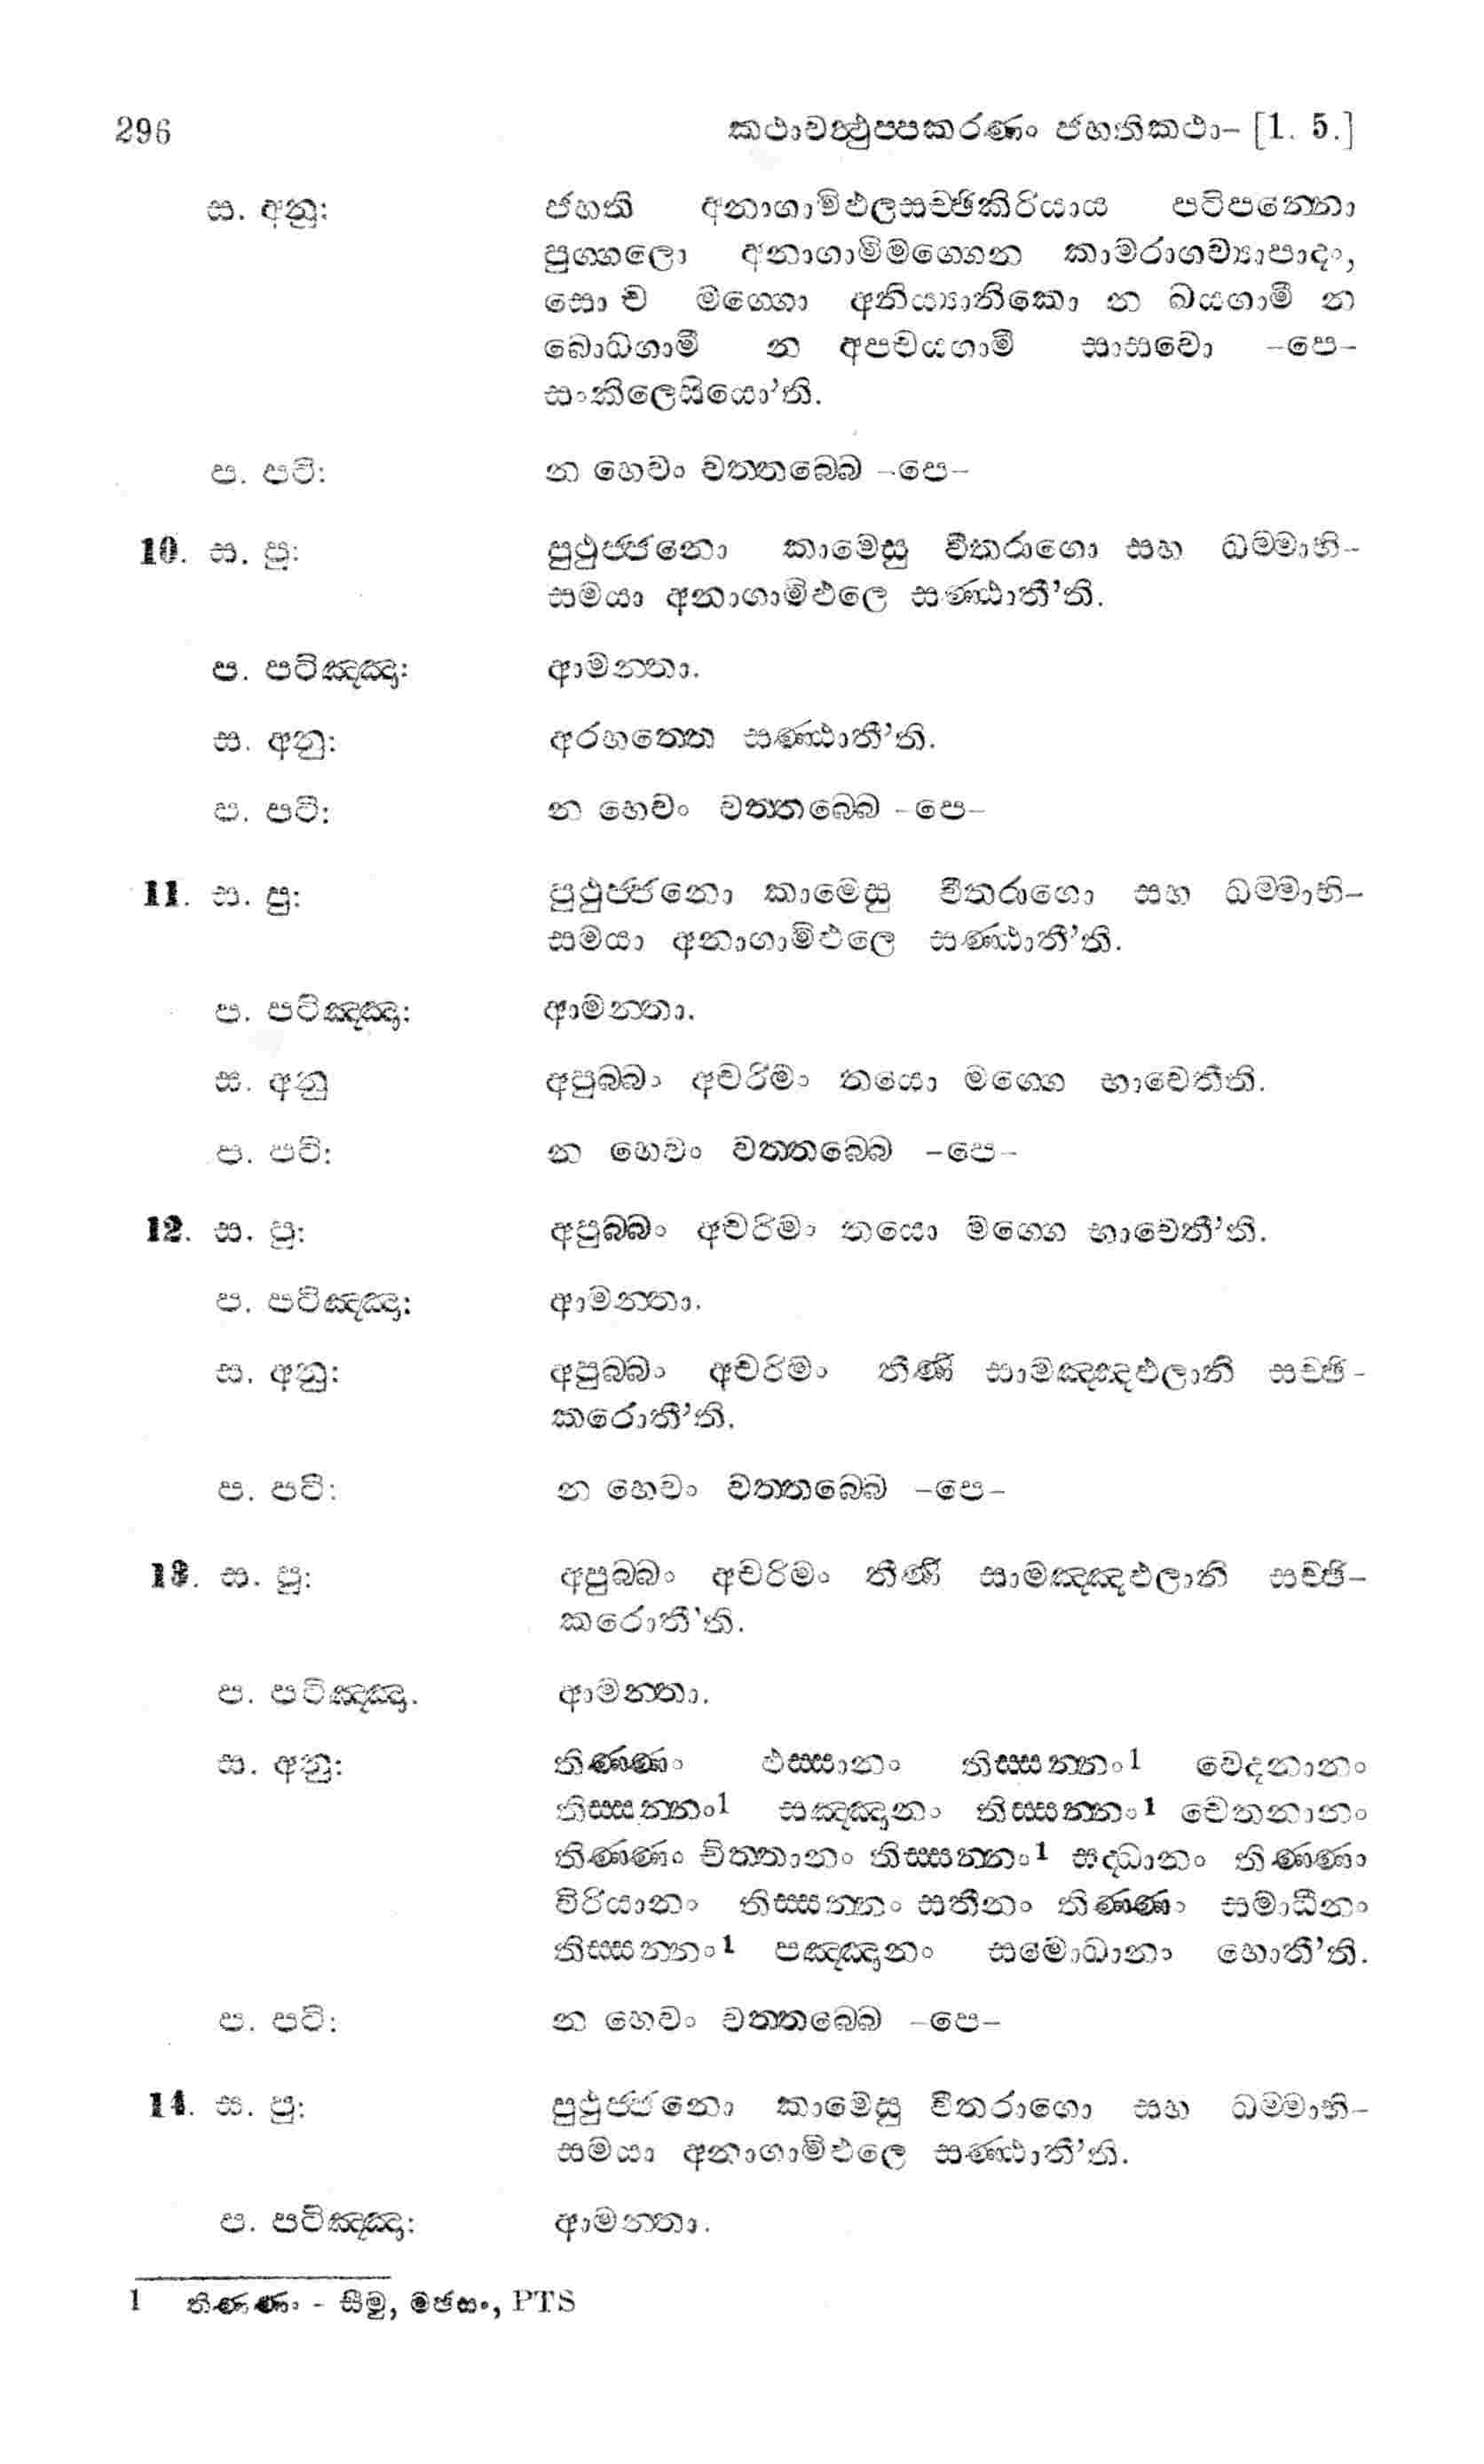 296 කථාවත්ථුප්පකරණං ජහතිකථා– [1. 5.]
ස. අනු: ජහති අනාගාමිඵලසච්ඡිකිරියාය පටිපන්නො
පුග්ගලො අනාගාමිමග්ගෙන කාමරාගව්‍යාපාදං,
සො ච මග්ගො අනිය්‍යානිකො න ඛයගාමී න
බොධගාමී න අපචයගාමී සාසවො –පෙ–
සංකිලෙසියො'ති.
ප. පටි: න හෙවං වත්තබ්බෙ –පෙ–
10. ස. පු: පුථුජ්ජනො කාමෙසු වීතරාගො සහ ධම්මාභි–
සමයා අනාගාමිඵලෙ සණ්ඨාතී'ති.
ප. පටිඤ්ඤා: ආමන්තා.
ස. අනු: අරහත්තෙ සණ්ඨාතී'ති.
ප. පටි: න හෙවං වත්තබ්බෙ –පෙ–
11. ස. පු: පුථුජ්ජනො කාමෙසු වීතරාගො සහ ධම්මාභි–
සමයා අනාගාමිඵලෙ සණ්ඨාතී'ති.
ප. පටිඤ්ඤා: ආමන්තා.
ස. අනු අපුබ්බං අචරිමං තයො මග්ගෙ භාවෙතීති.
ප. පටි: න හෙවං වත්තබ්බෙ –පෙ–
12. ස. පු: අපුබ්බං අචරිමං තයො මග්ගෙ භාවෙතී'ති.
ප. පටිඤ්ඤා: ආමන්තා.
ස. අනු: අපුබ්බං අචරිමං තීණි සාමඤ්ඤඵලානි සච්ඡි–
කරොතී'ති.
ප. පටි: න හෙවං වත්තබ්බෙ –පෙ–
13. ස. පු: අපුබ්බං අචරිමං තීණි සාමඤ්ඤඵලානි සච්ඡි–
කරොතී'ති.
ප. පටිඤ්ඤා. ආමන්තා.
ස. අනු: තිණ්ණං ඵස්සානං තිස්සන්නං1 වෙදනානං
තිස්සන්නං1 සඤ්ඤානං තිස්සන්නං1 චෙතනානං
තිණ්ණං චිත්තානං තිස්සන්නං1 සද්ධානං තිණ්ණං
විරියානං තිස්සන්නං සතීනං තිණ්ණං සමාධීනං
තිස්සන්නං1 පඤ්ඤානං සමොධානං හොතී'ති.
ප. පටි: න හෙවං වත්තබ්බෙ –පෙ–
14. ස. පු: පුථුජ්ජනො කාමෙසු වීතරාගො සහ ධම්මාභි–
සමයා අනාගාමිඵලෙ සණ්ඨාතී'ති.
ප. පටිඤ්ඤා: ආමන්තා.
1 තිණ්ණං - සීමු, මජසං, PTS